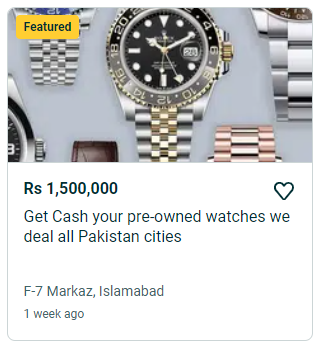 Featured
Rs 1,500,000
Get Cash your pre-owned watches we
deal all Pakistan cities
F-7 Markaz, Islamabad
1 week ago